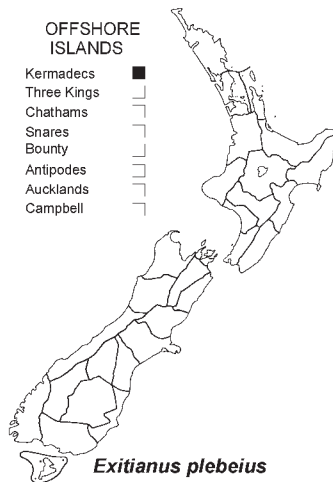 OFFSHORE
ISLANDS
Kermadecs
Three Kings
Chathams
Snares
Bounty
Antipodes
Aucklands
Campbell
Exitianus plebeius